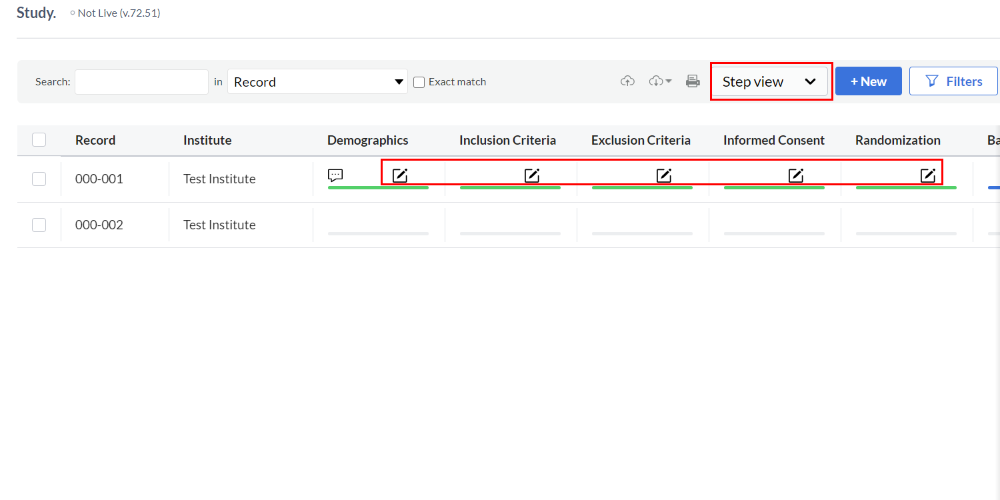 Study. Not Live (v.72.51)
Search: in Record Exact match Step view + New Filters
Record Institute Demographics Inclusion Criteria Exclusion Criteria Informed Consent Randomization Ba
000-001 Test Institute
000-002 Test Institute